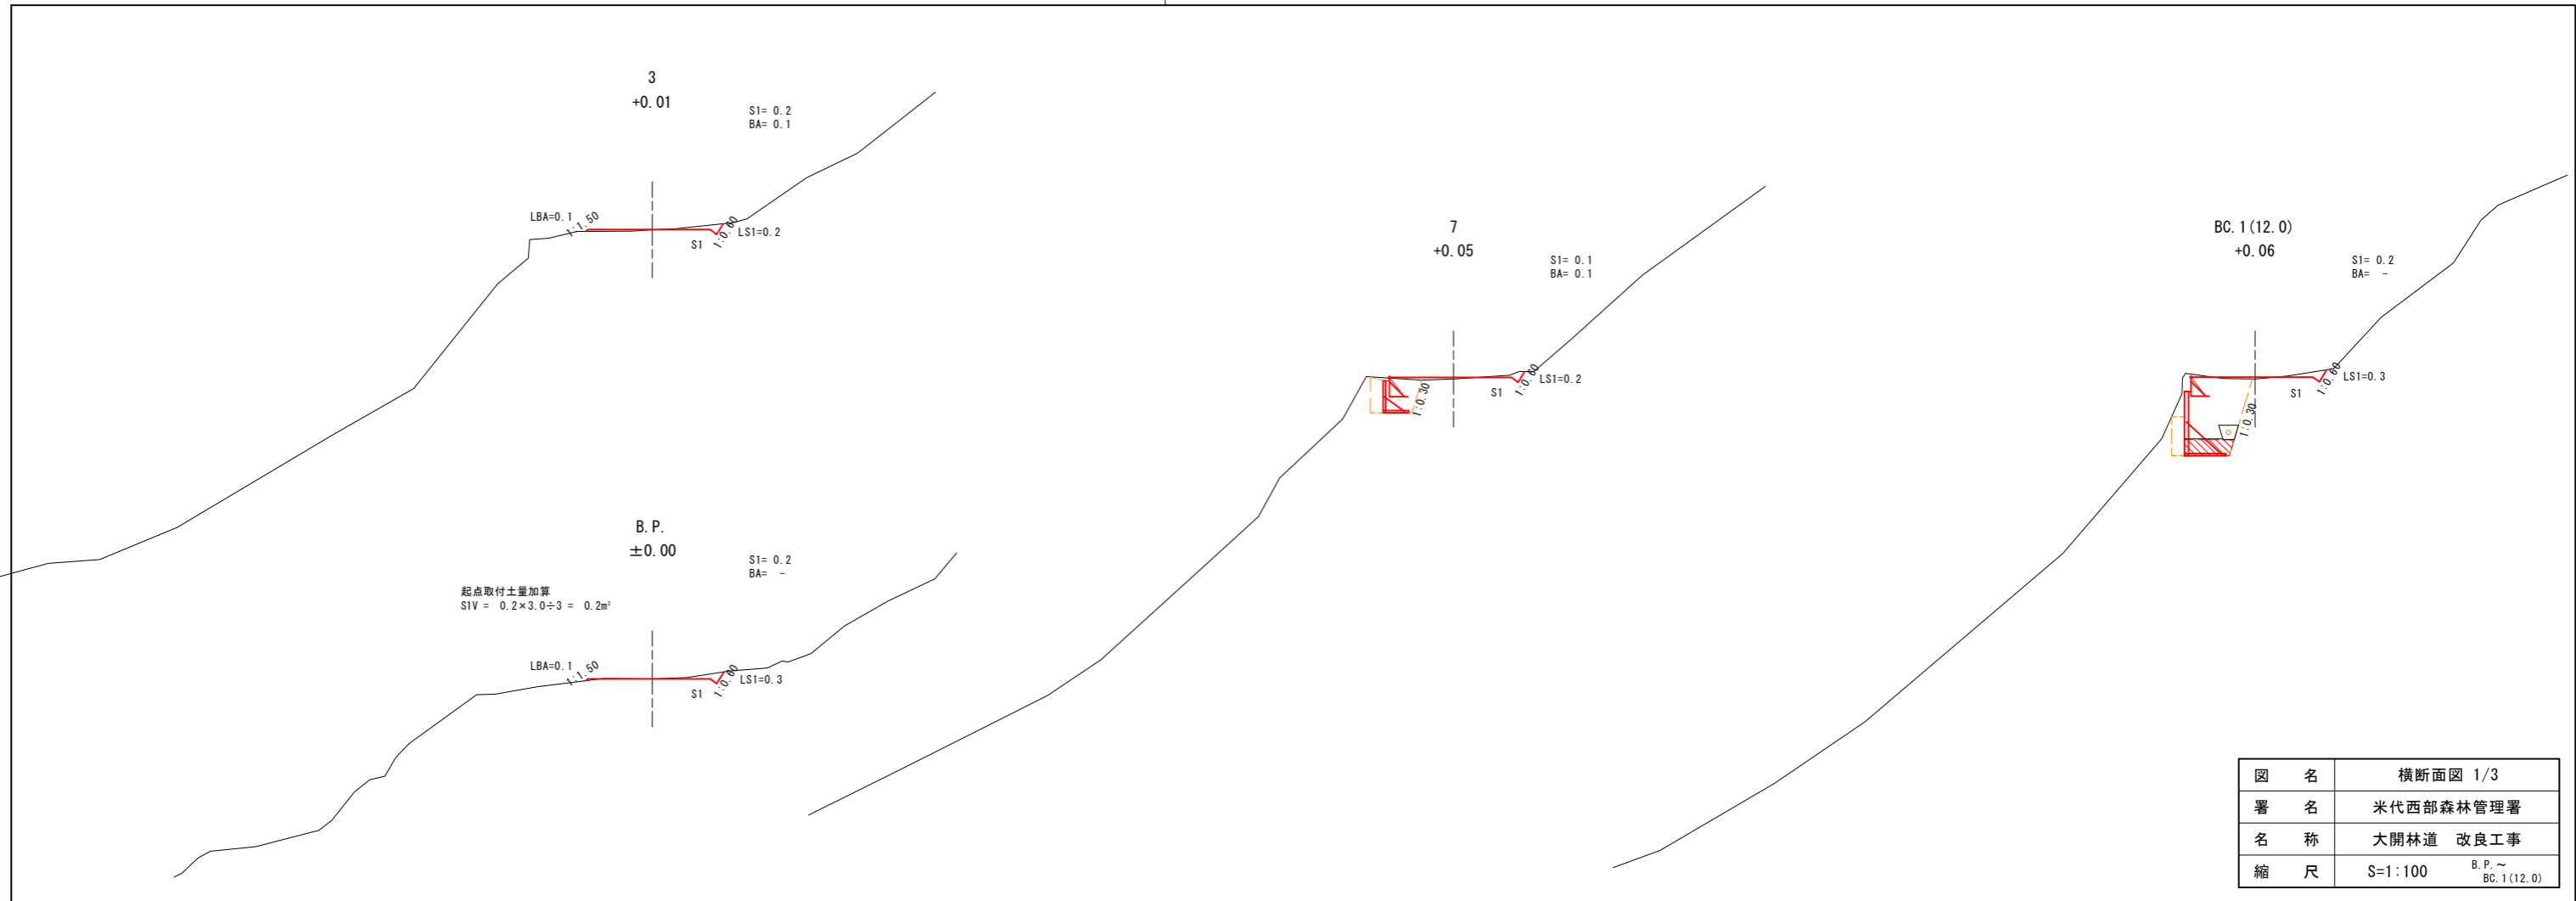 3
+0.01
S1= 0.2
BA= 0.1
LBA=0.1
1:1.50
S1
1:0.60
LS1=0.2
B.P.
±0.00
S1= 0.2
BA= -
起点取付土量加算
S1V = 0.2×3.0÷3 = 0.2m³
LBA=0.1
1:1.50
S1
1:0.60
LS1=0.3
7
+0.05
S1= 0.1
BA= 0.1
1:0.30
S1
1:0.60
LS1=0.2
BC.1(12.0)
+0.06
S1= 0.2
BA= -
1:0.30
S1
1:0.60
LS1=0.3
図 名 横断面図 1/3
署 名 米代西部森林管理署
名 称 大開林道 改良工事
縮 尺 S=1:100 B.P.~
BC.1(12.0)